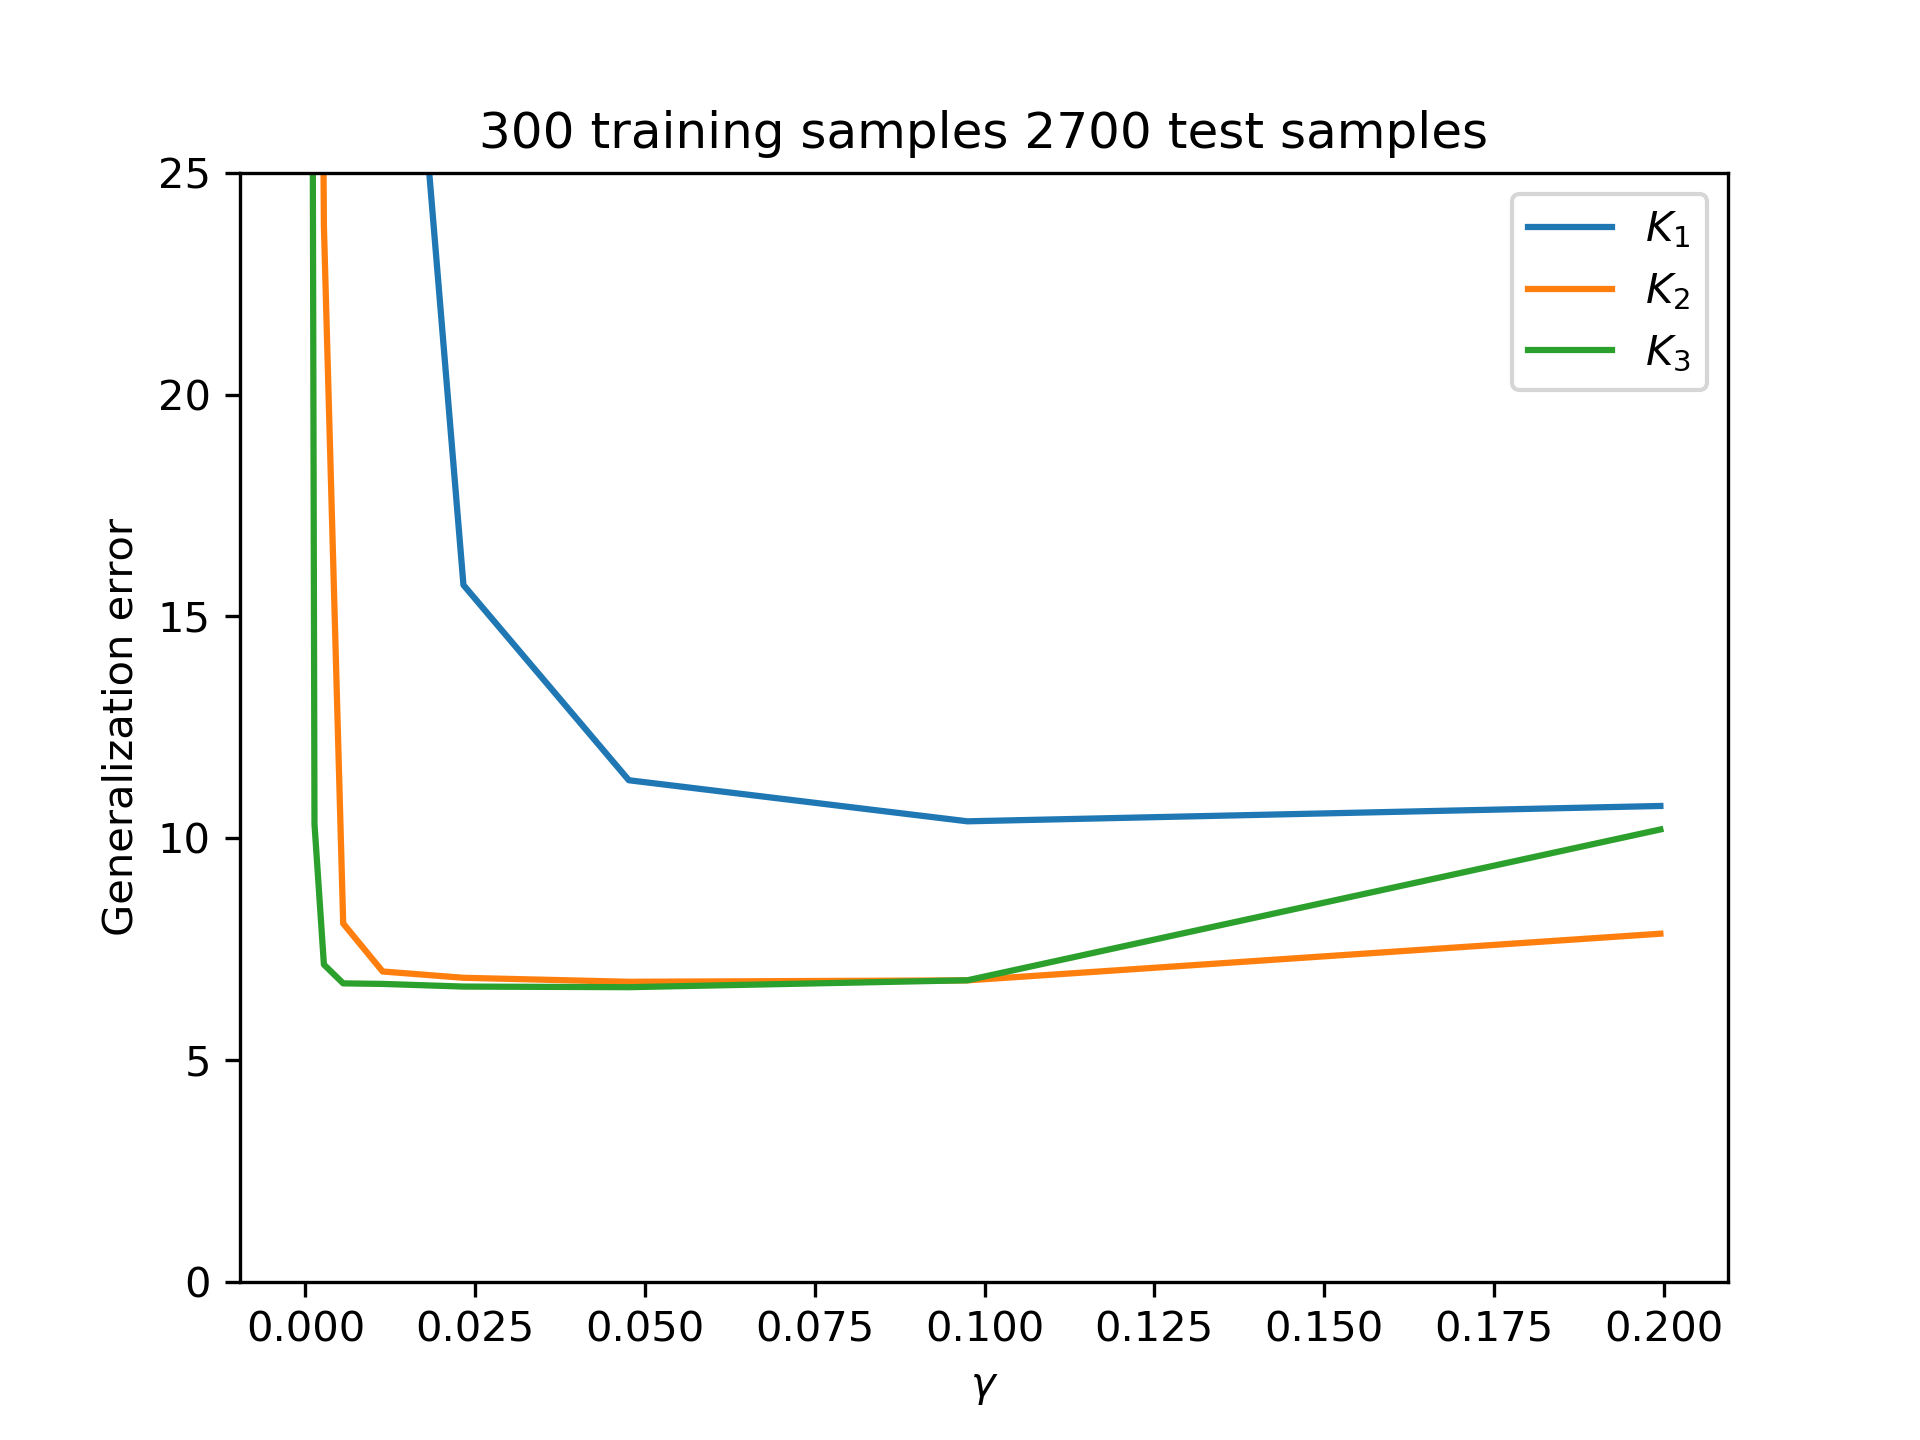 300 training samples 2700 test samples
25
20
15
10
5
0
Generalization error
K₁
K₂
K₃
0.000 0.025 0.050 0.075 0.100 0.125 0.150 0.175 0.200
γ